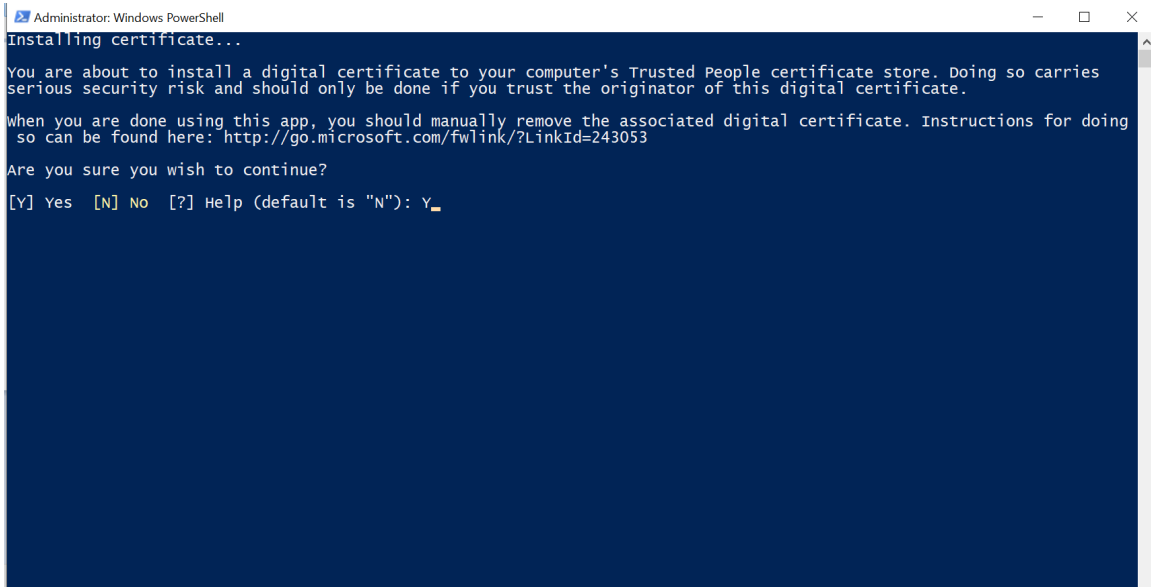 Administrator: Windows PowerShell
Installing certificate...
You are about to install a digital certificate to your computer's Trusted People certificate store. Doing so carries
serious security risk and should only be done if you trust the originator of this digital certificate.
When you are done using this app, you should manually remove the associated digital certificate. Instructions for doing
so can be found here: http://go.microsoft.com/fwlink/?LinkId=243053
Are you sure you wish to continue?
[Y] Yes  [N] No  [?] Help (default is "N"): Y